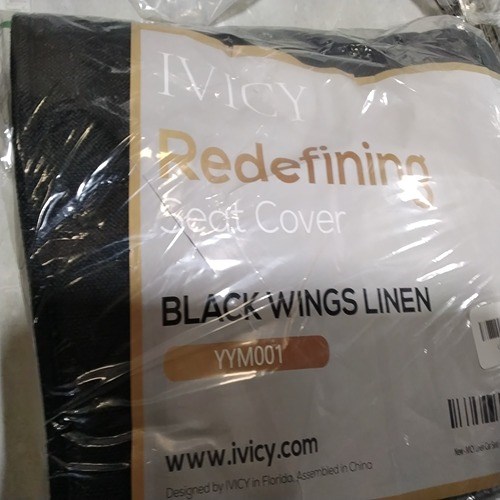 IVICY
Redefining
Seat Cover
BLACK WINGS LINEN
YYM001
www.ivicy.com
Designed by IVICY in Florida, Assembled in China